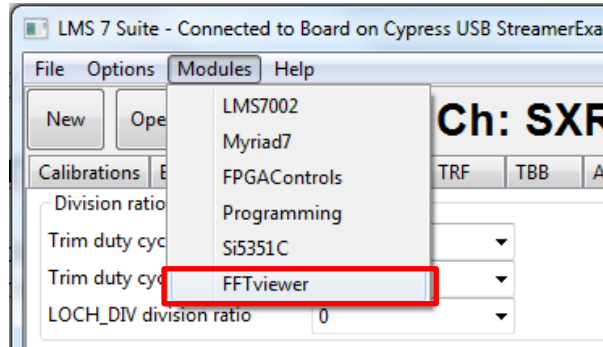 LMS 7 Suite - Connected to Board on Cypress USB StreamerExa
File Options Modules Help
New Ope Ch: SXR
LMS7002
Myriad7
FPGAControls
Programming
Si5351C
FFTviewer
Calibrations TRF TBB A
Division ratio
Trim duty cyc
Trim duty cyc
LOCH_DIV division ratio 0